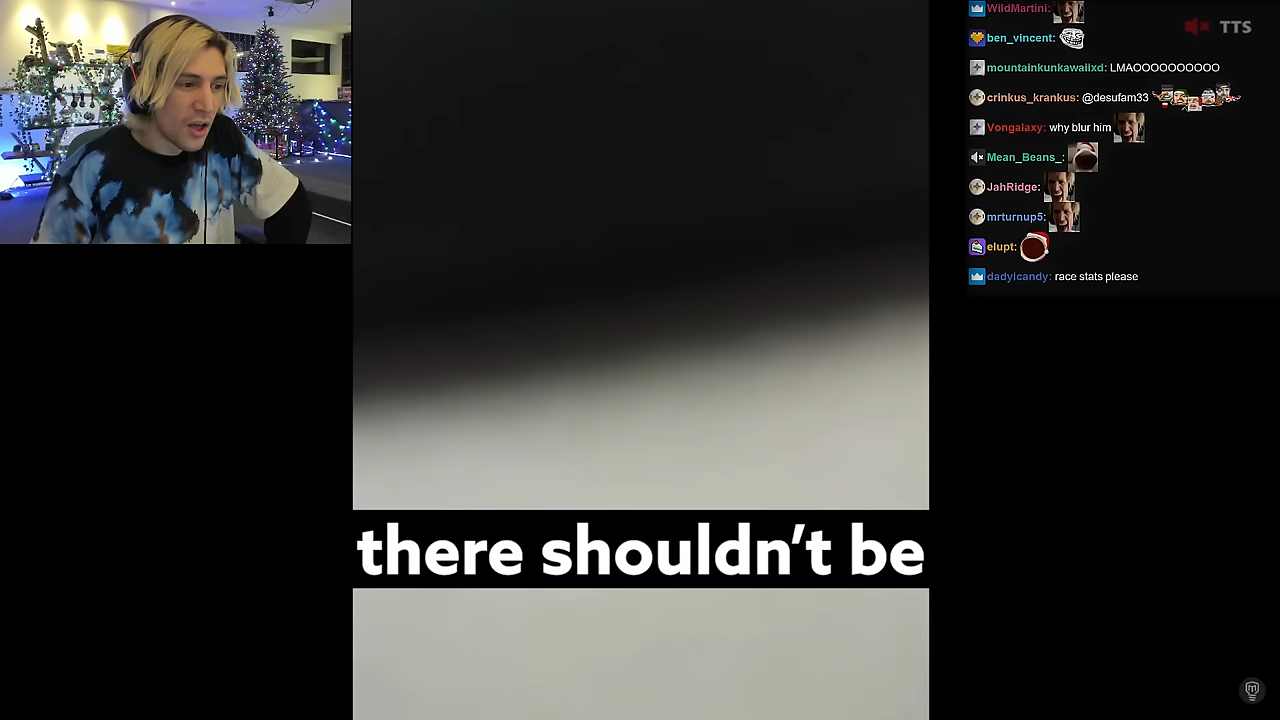 WildMartini:
ben_vincent:
mountainkunkawaiixd: LMAOOOOOOOOOO
crinkus_krankus: @desufam33
Vongalaxy: why blur him
Mean_Beans_:
JahRidge:
mrturnup5:
elupt:
dadyicandy: race stats please
TTS
there shouldn't be